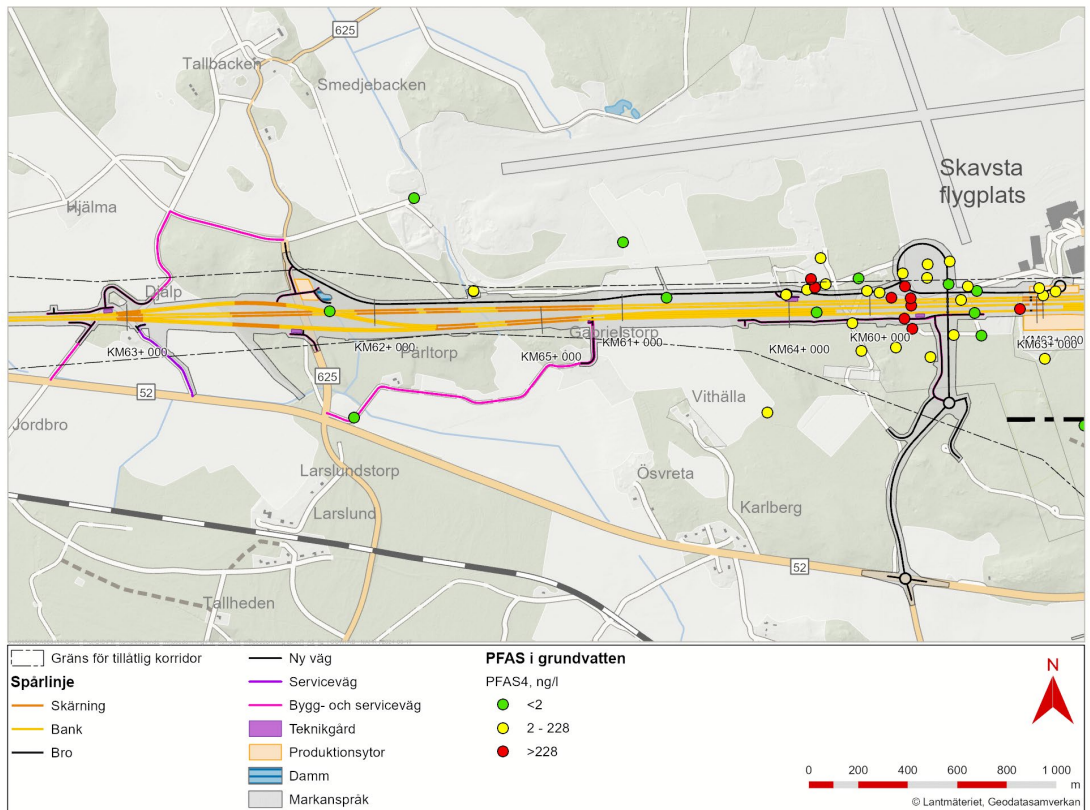 625
Tallbacken
Smedjebacken
Skavsta
flygplats
Hjälma
Djälp
Gabrielstorp
KM63+ 000
KM62+ 000
Pärltorp
KM65+ 000
KM61+ 000
KM64+ 000
KM60+ 000
52
625
Vithälla
Jordbro
Larslundstorp
Ösvreta
Larslund
Karlberg
52
Tallheden
Gräns för tillåtlig korridor
Spårlinje
Skärning
Bank
Bro
Ny väg
Serviceväg
Bygg- och serviceväg
Teknikgård
Produktionsytor
Damm
Markanspråk
PFAS i grundvatten
PFAS4, ng/l
<2
2 - 228
>228
N
0 200 400 600 800 1 000
m
© Lantmäteriet, Geodatasamverkan